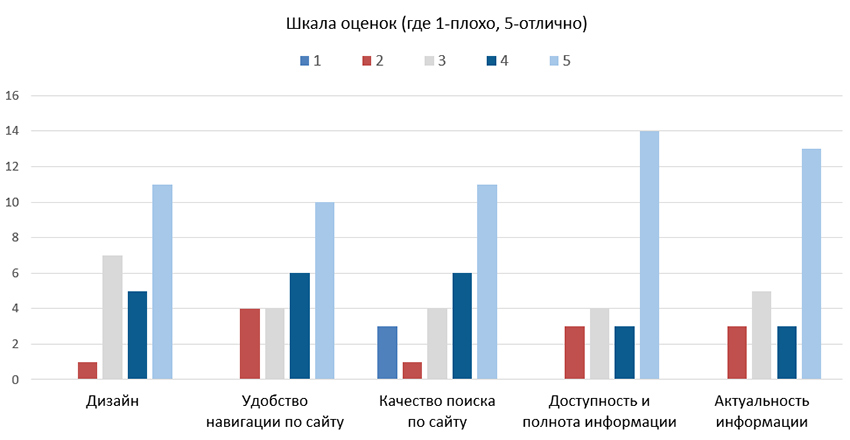 Шкала оценок (где 1-плохо, 5-отлично)
1 2 3 4 5
16
14
12
10
8
6
4
2
0
Дизайн
Удобство
навигации по сайту
Качество поиска
по сайту
Доступность и
полнота информации
Актуальность
информации